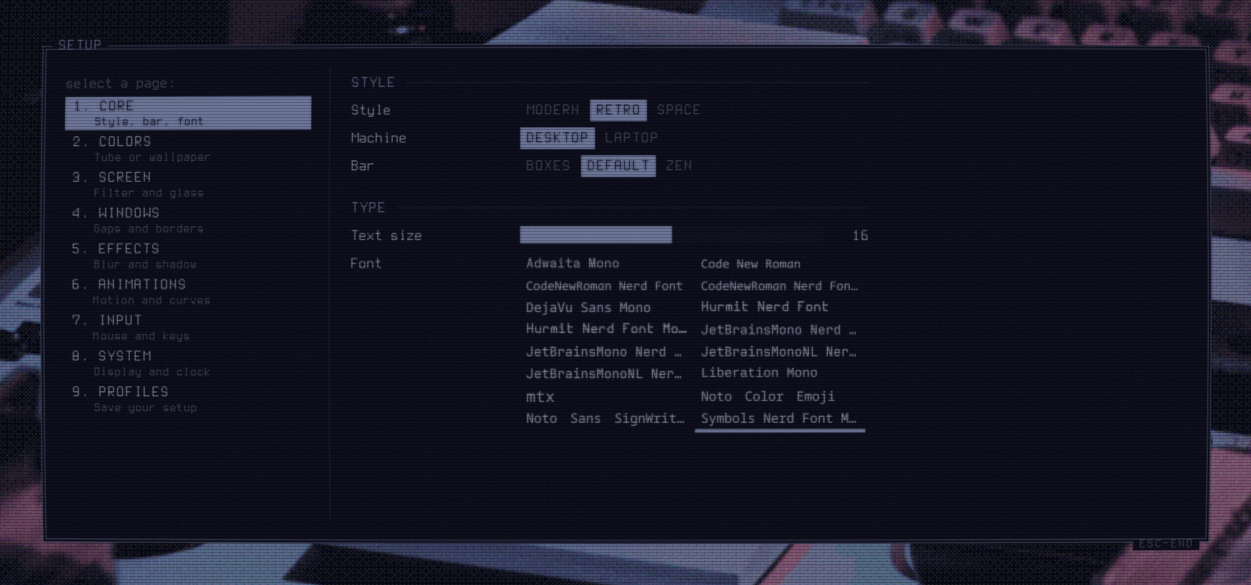 SETUP
select a page:
1. CORE
Style, bar, font
2. COLORS
Tube or wallpaper
3. SCREEN
Filter and glass
4. WINDOWS
Gaps and borders
5. EFFECTS
Blur and shadow
6. ANIMATIONS
Motion and curves
7. INPUT
Mouse and keys
8. SYSTEM
Display and clock
9. PROFILES
Save your setup
STYLE
Style MODERN RETRO SPACE
Machine DESKTOP LAPTOP
Bar BOXES DEFAULT ZEN
TYPE
Text size 16
Font Adwaita Mono Code New Roman
CodeNewRoman Nerd Font CodeNewRoman Nerd Fon…
DejaVu Sans Mono Hurmit Nerd Font
Hurmit Nerd Font Mo… JetBrainsMono Nerd …
JetBrainsMono Nerd … JetBrainsMonoNL Ner…
JetBrainsMonoNL Ner… Liberation Mono
mtx Noto Color Emoji
Noto Sans SignWrit… Symbols Nerd Font M…
ESC-END